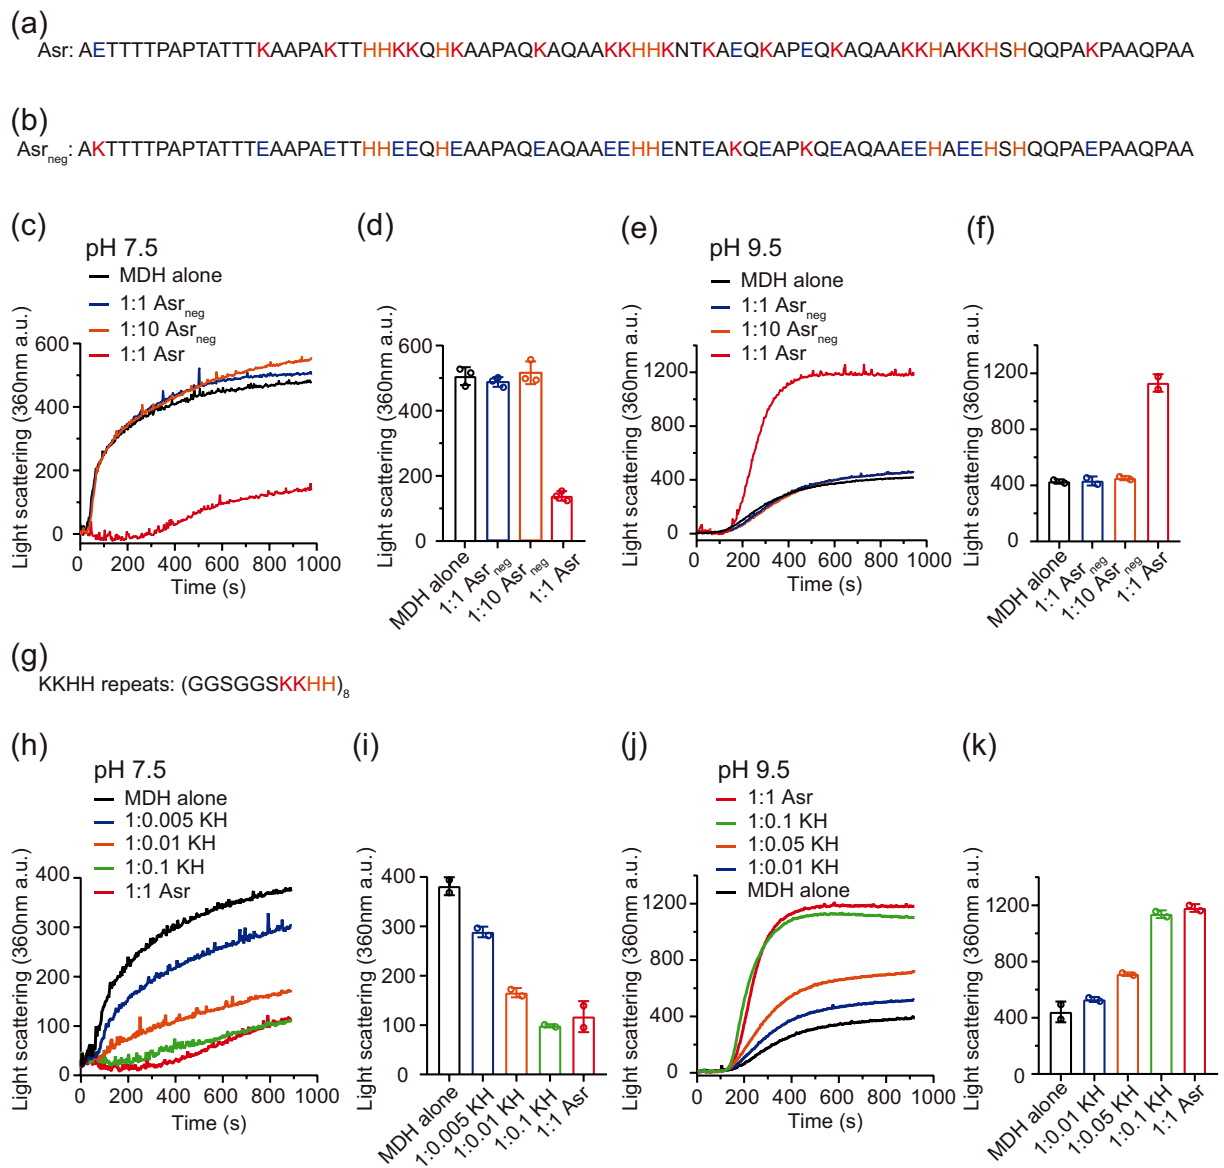 (a)
Asr: AETTTTPAPTATTTKAAPAKTTHHKKQHKAAPAQKAQAAKKHHKNTKAEQKAPEQKAQAAKKHAKKHSHQQPAKPAAQPAA
(b)
Asrneg: AKTTTTPAPTATTTEAAPAETTHHEEQHEAAPAQEAQAAEEHHENTEAKQEAPKQEAQAAEEHAEEHSHQQPAEPAAQPAA
(c)
pH 7.5
MDH alone
1:1 Asrneg
1:10 Asrneg
1:1 Asr
Light scattering (360nm a.u.)
600
400
200
0
0 200 400 600 800 1000
Time (s)
(d)
Light scattering (360nm a.u.)
600
500
400
300
200
100
0
MDH alone
1:1 Asrneg
1:10 Asrneg
1:1 Asr
(e)
pH 9.5
MDH alone
1:1 Asrneg
1:10 Asrneg
1:1 Asr
Light scattering (360nm a.u.)
1200
800
400
0
0 200 400 600 800 1000
Time (s)
(f)
Light scattering (360nm a.u.)
1200
800
400
0
MDH alone
1:1 Asrneg
1:10 Asrneg
1:1 Asr
(g)
KKHH repeats: (GGSGGSKKHH)8
(h)
pH 7.5
MDH alone
1:0.005 KH
1:0.01 KH
1:0.1 KH
1:1 Asr
Light scattering (360nm a.u.)
400
300
200
100
0
0 200 400 600 800 1000
Time (s)
(i)
Light scattering (360nm a.u.)
400
300
200
100
0
MDH alone
1:0.005 KH
1:0.01 KH
1:0.1 KH
1:1 Asr
(j)
pH 9.5
1:1 Asr
1:0.1 KH
1:0.05 KH
1:0.01 KH
MDH alone
Light scattering (360nm a.u.)
1200
800
400
0
0 200 400 600 800 1000
Time (s)
(k)
Light scattering (360nm a.u.)
1200
800
400
0
MDH alone
1:0.01 KH
1:0.05 KH
1:0.1 KH
1:1 Asr